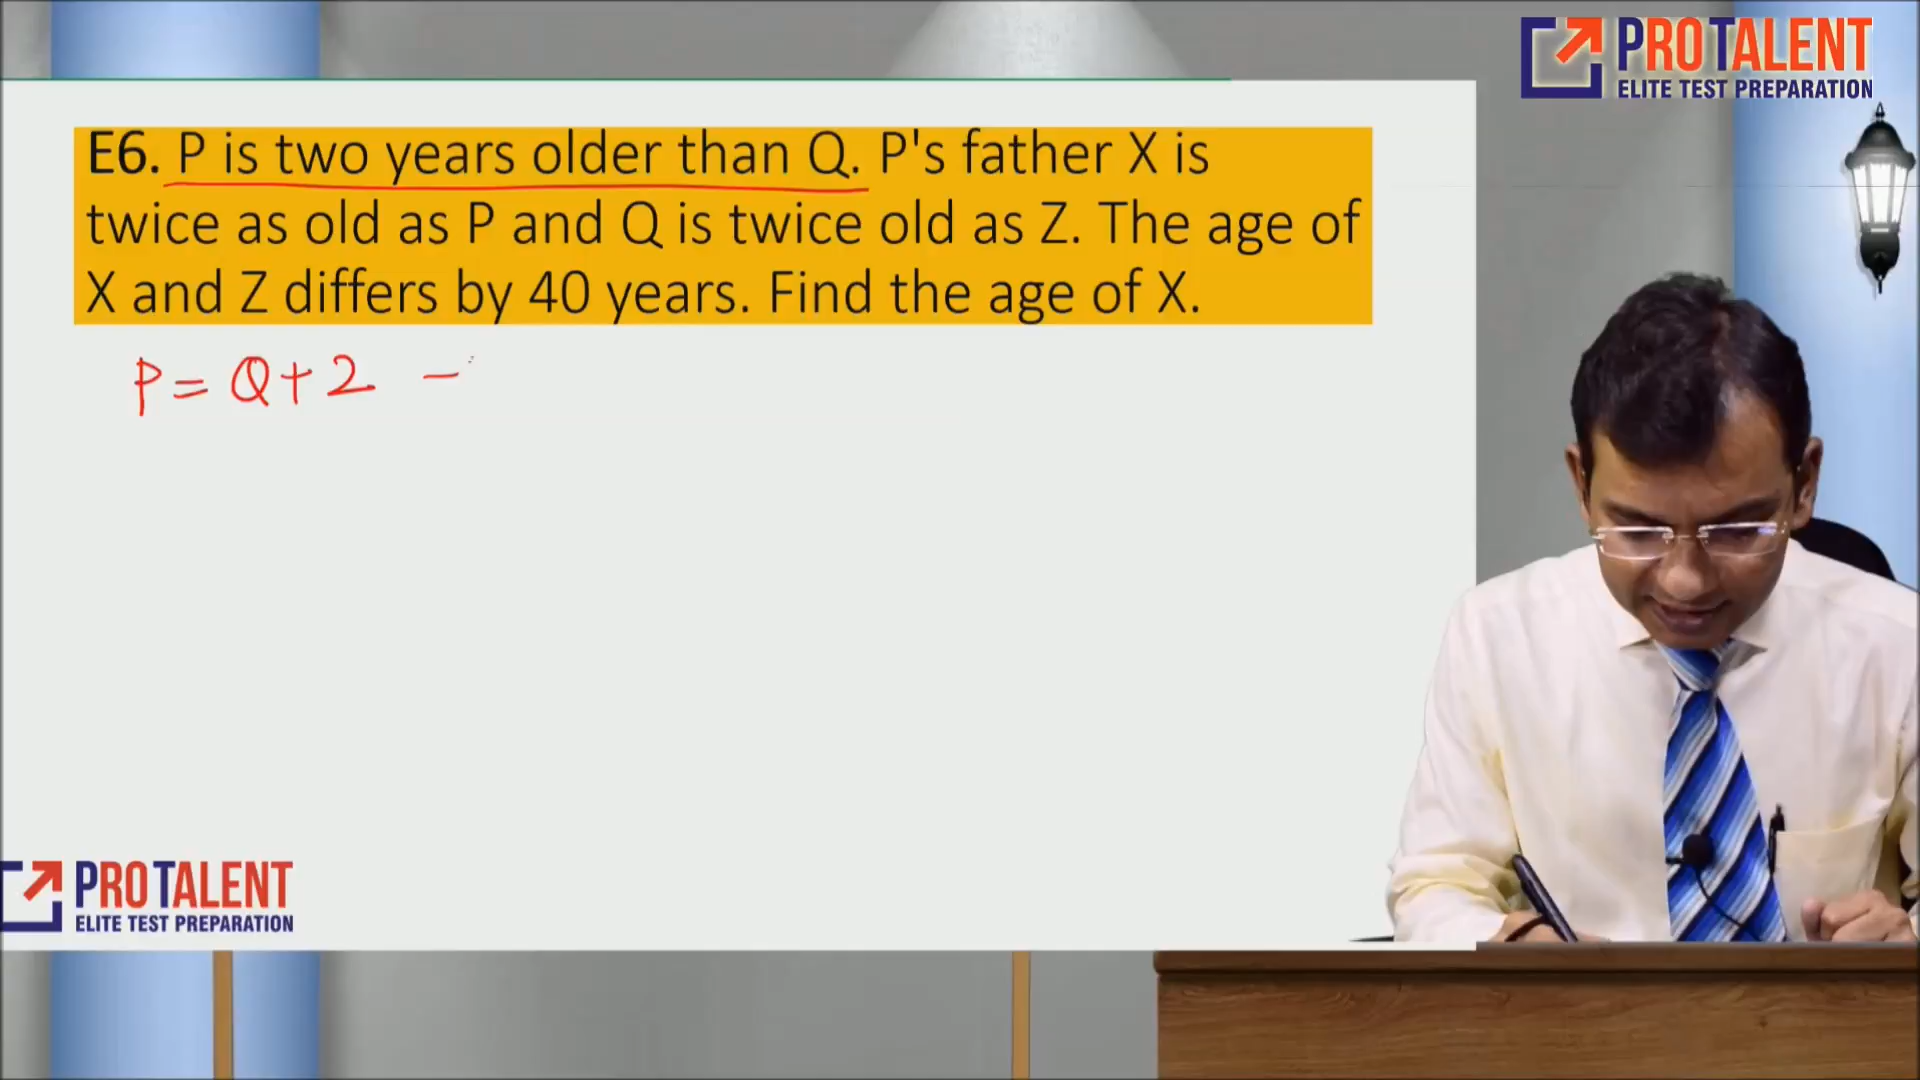 PROTALENT
ELITE TEST PREPARATION
E6. P is two years older than Q. P's father X is
twice as old as P and Q is twice old as Z. The age of
X and Z differs by 40 years. Find the age of X.
P = Q + 2 -
PROTALENT
ELITE TEST PREPARATION